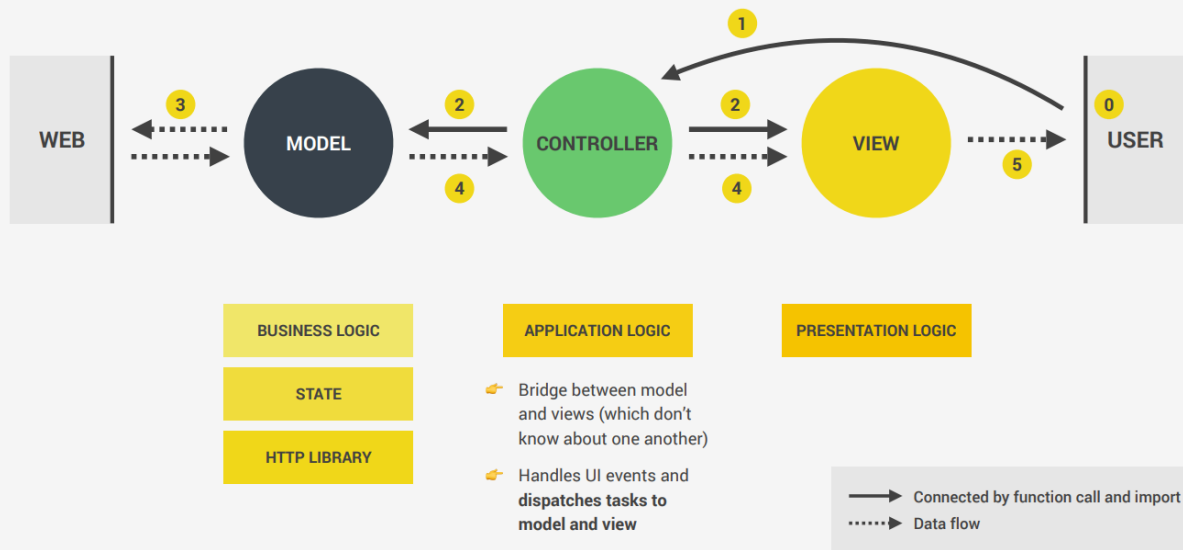 1
0
WEB
3
MODEL
2
4
CONTROLLER
2
4
VIEW
5
USER
BUSINESS LOGIC
STATE
HTTP LIBRARY
APPLICATION LOGIC
Bridge between model
and views (which don’t
know about one another)
Handles UI events and
dispatches tasks to
model and view
PRESENTATION LOGIC
Connected by function call and import
Data flow